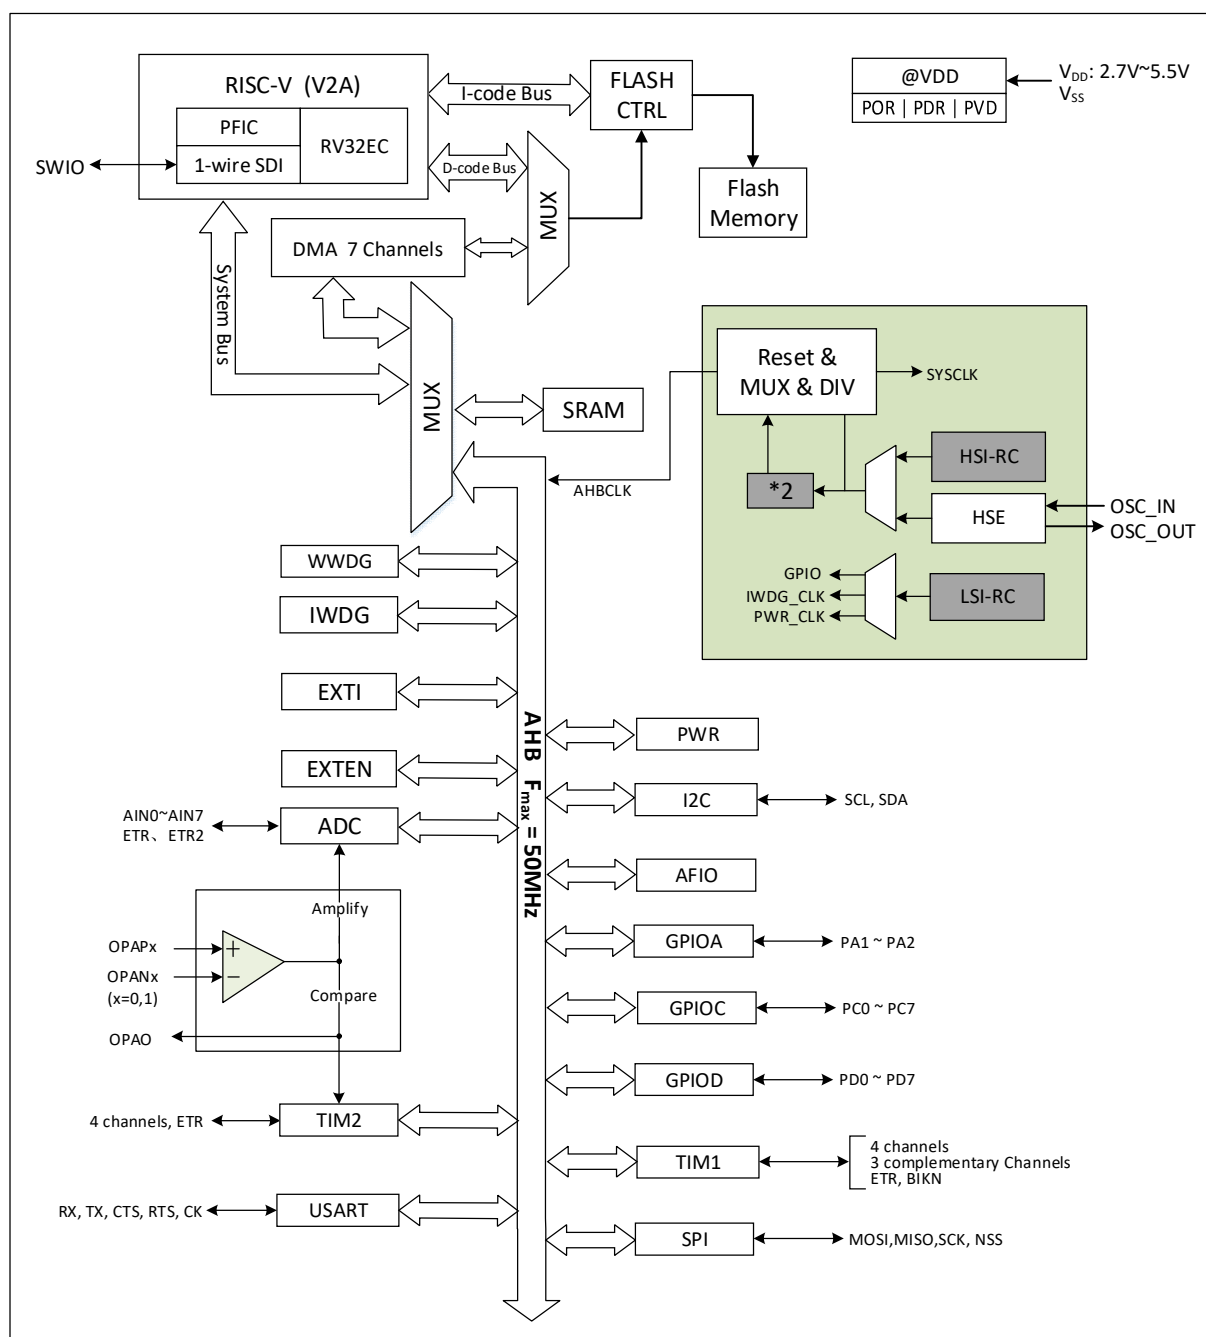 RISC-V (V2A)
PFIC
1-wire SDI
RV32EC
SWIO
I-code Bus
D-code Bus
FLASH
CTRL
Flash
Memory
MUX
@VDD
POR | PDR | PVD
VDD: 2.7V~5.5V
VSS
DMA 7 Channels
System Bus
MUX
SRAM
Reset &
MUX & DIV
SYSCLK
AHBCLK
*2
HSI-RC
HSE
OSC_IN
OSC_OUT
GPIO
IWDG_CLK
PWR_CLK
LSI-RC
AHB Fmax = 50MHz
WWDG
IWDG
EXTI
EXTEN
AIN0~AIN7
ETR、ETR2
ADC
Amplify
OPAPx
+
OPANx
−
(x=0,1)
Compare
OPAO
4 channels, ETR
TIM2
RX, TX, CTS, RTS, CK
USART
PWR
I2C
SCL, SDA
AFIO
GPIOA
PA1 ~ PA2
GPIOC
PC0 ~ PC7
GPIOD
PD0 ~ PD7
TIM1
4 channels
3 complementary Channels
ETR, BIKN
SPI
MOSI,MISO,SCK, NSS